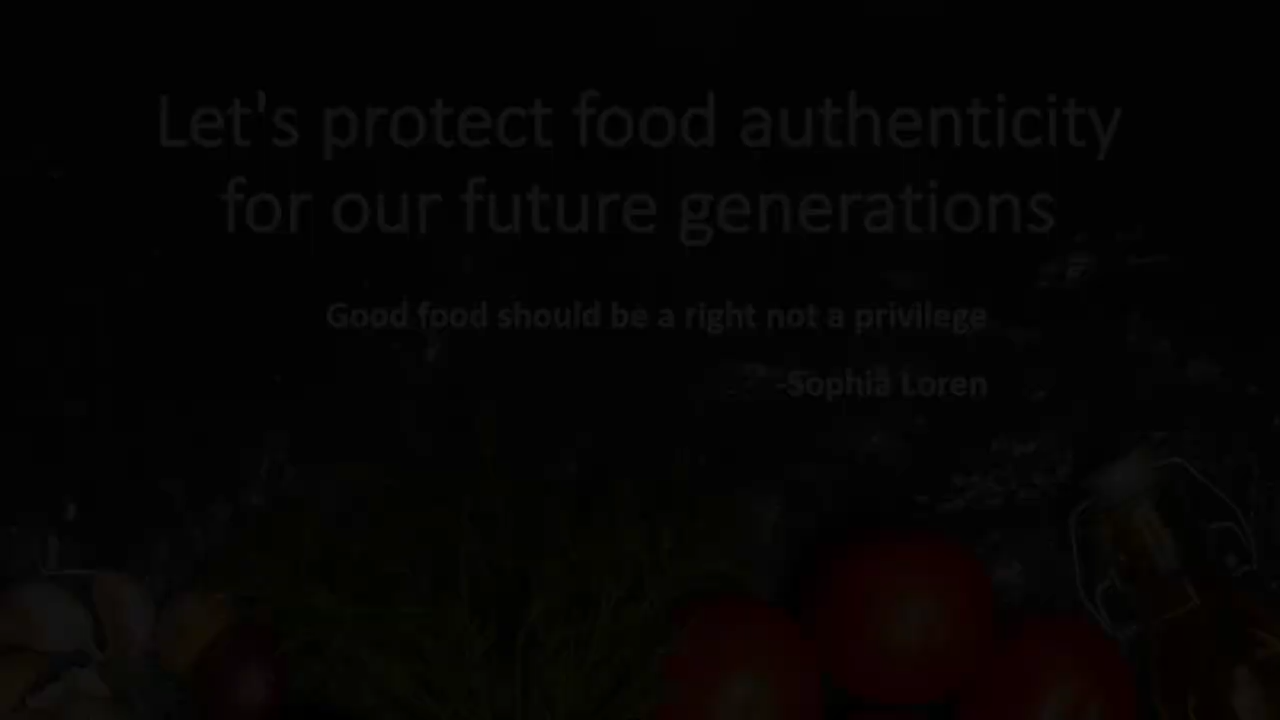 Let's protect food authenticity
for our future generations
Good food should be a right not a privilege
-Sophia Loren